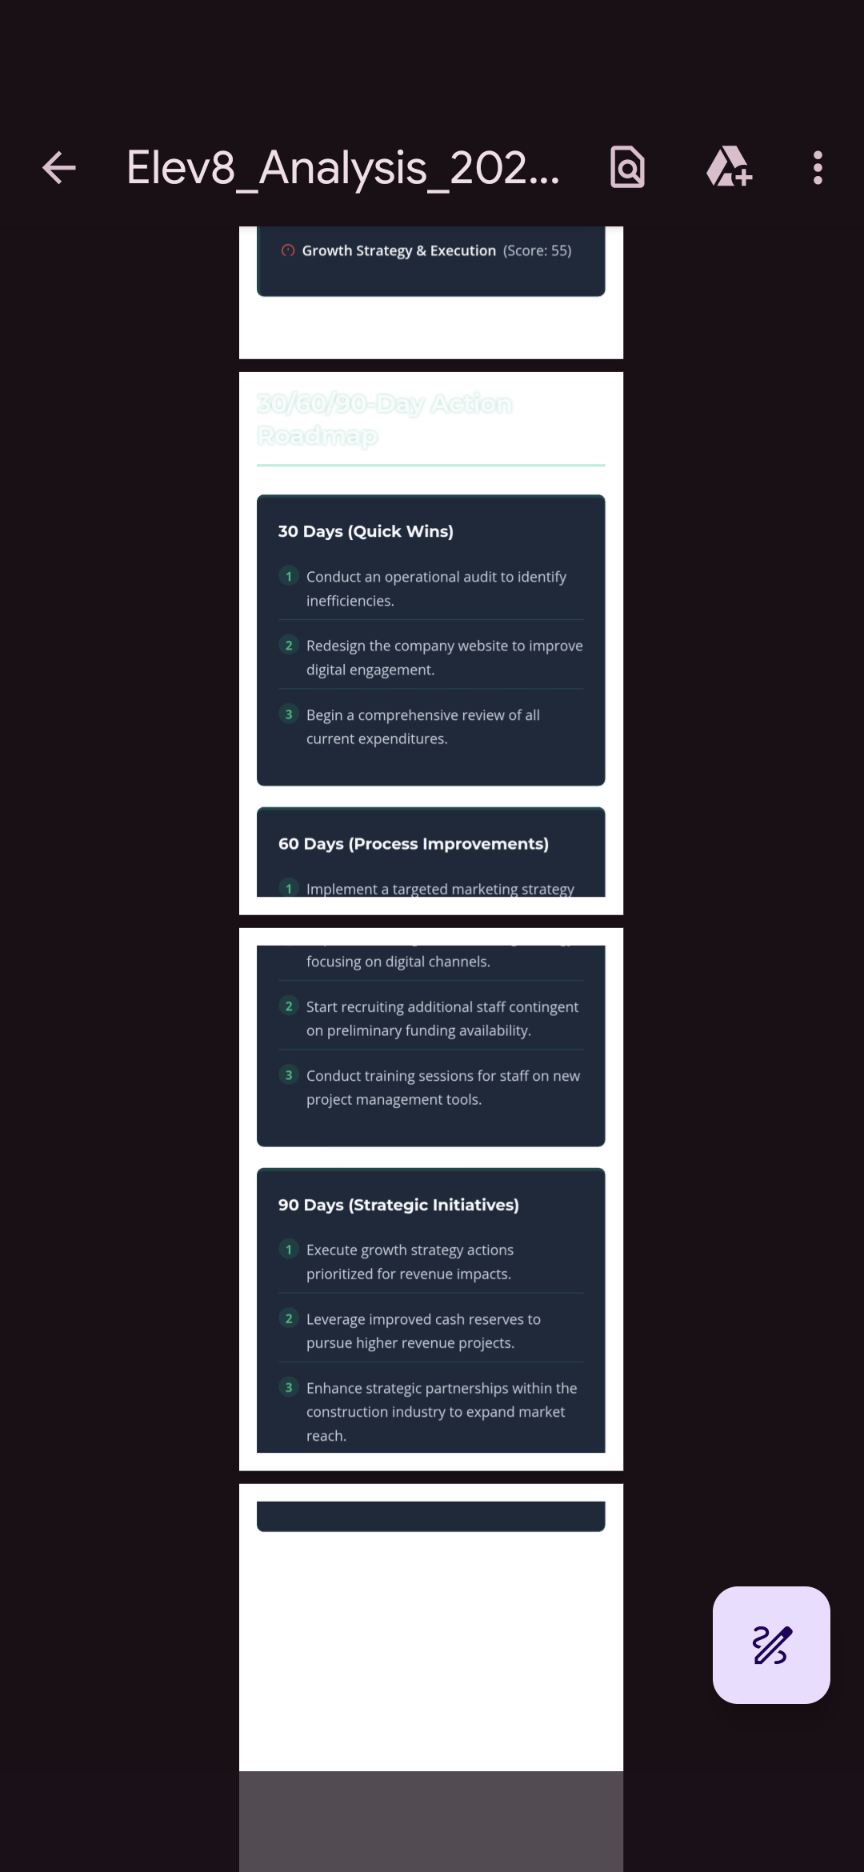 Elev8_Analysis_202...
Growth Strategy & Execution (Score: 55)
30/60/90-Day Action
Roadmap
30 Days (Quick Wins)
1 Conduct an operational audit to identify
inefficiencies.
2 Redesign the company website to improve
digital engagement.
3 Begin a comprehensive review of all
current expenditures.
60 Days (Process Improvements)
1 Implement a targeted marketing strategy
focusing on digital channels.
2 Start recruiting additional staff contingent
on preliminary funding availability.
3 Conduct training sessions for staff on new
project management tools.
90 Days (Strategic Initiatives)
1 Execute growth strategy actions
prioritized for revenue impacts.
2 Leverage improved cash reserves to
pursue higher revenue projects.
3 Enhance strategic partnerships within the
construction industry to expand market
reach.